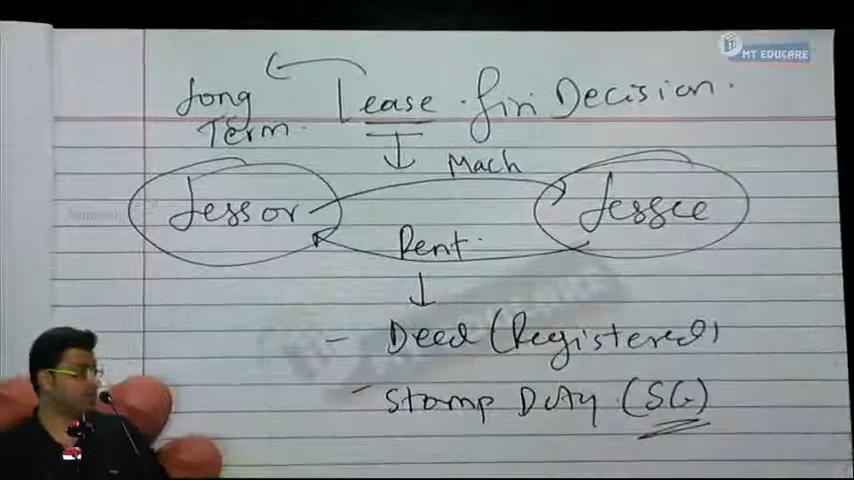 MT EDUCARE
Long Term. Lease. Fin Decision.
Mach
Lessor Lessee
Rent.
- Deed (Registered)
- Stamp Duty (SG.)